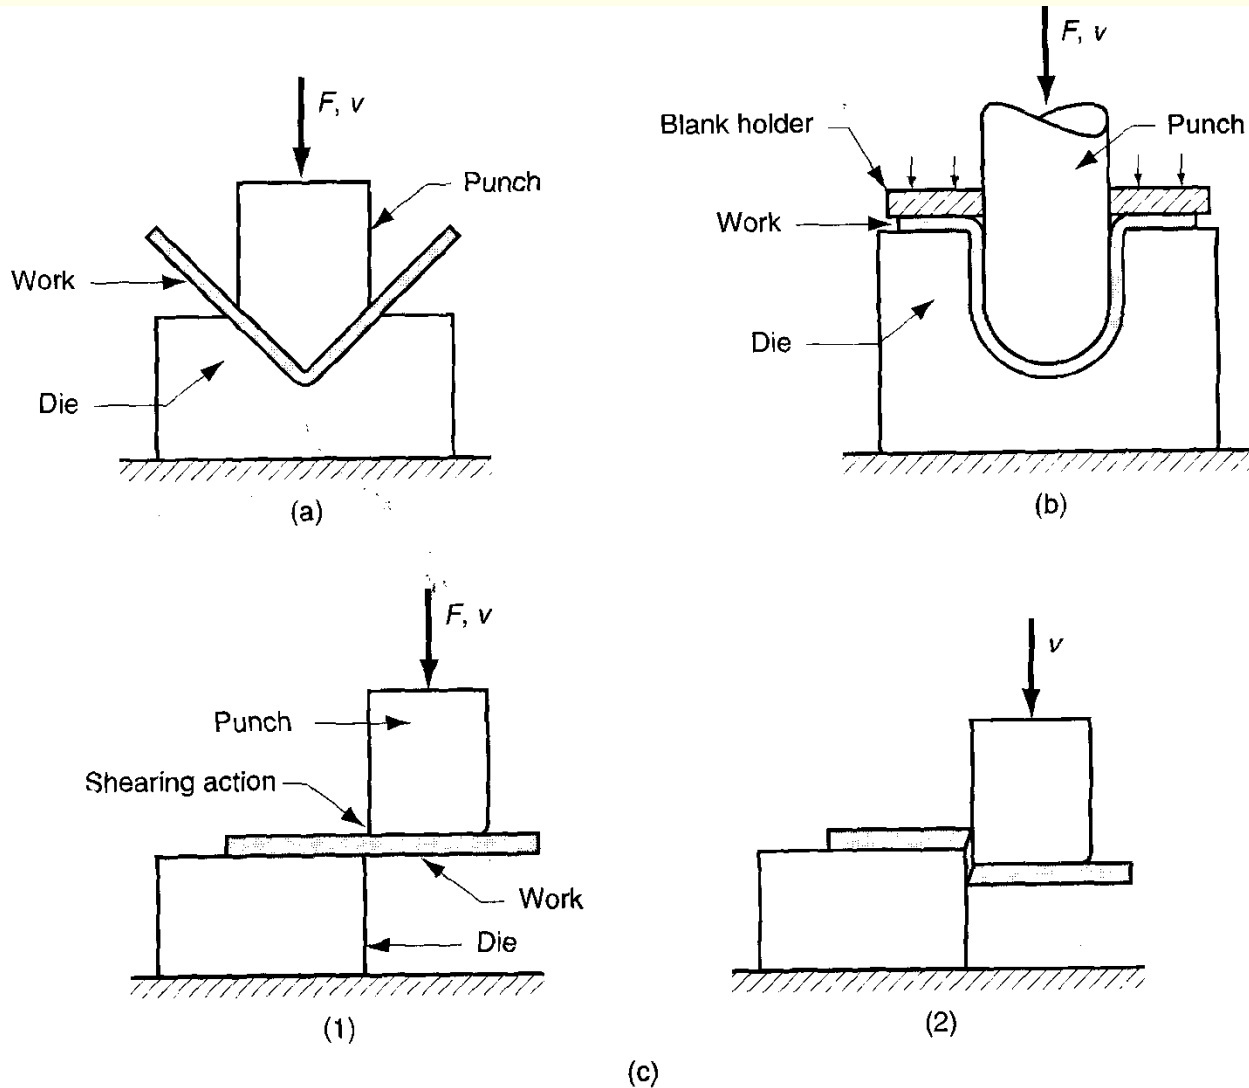 F, v
Punch
Work
Die
(a)
F, v
Blank holder
Punch
Work
Die
(b)
F, v
Punch
Shearing action
Work
Die
(1)
v
(2)
(c)